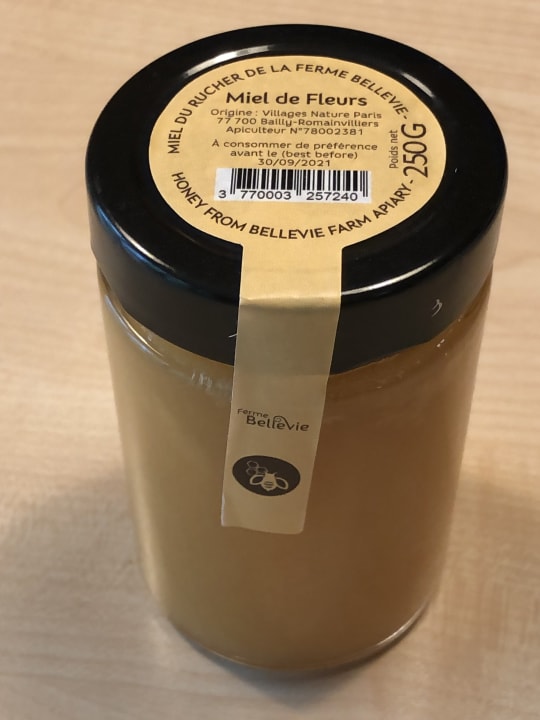 MIEL DU RUCHER DE LA FERME BELLEVIE-
Miel de Fleurs
Origine : Villages Nature Paris
77 700 Bailly-Romainvilliers
Apiculteur N°78002381
À consommer de préférence
avant le (best before)
30/09/2021
3 770003 257240
Poids net
250G
HONEY FROM BELLEVIE FARM APIARY-
Ferme
BelleVie